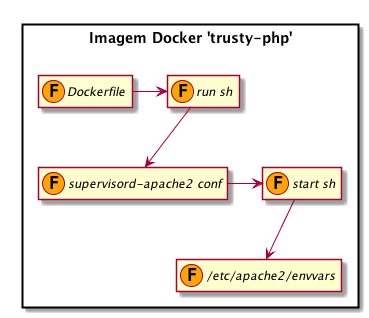 Imagem Docker 'trusty-php'
F Dockerfile
F run sh
F supervisord-apache2 conf
F start sh
F /etc/apache2/envvars